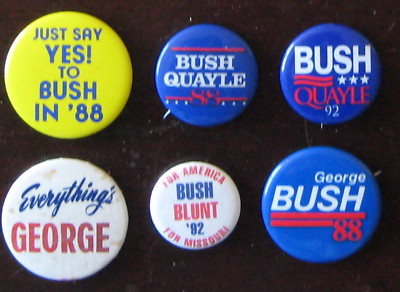 JUST SAY
YES!
TO
BUSH
IN '88
BUSH
QUAYLE
88
BUSH
QUAYLE
92
Everything's
GEORGE
FOR AMERICA
BUSH
BLUNT
'92
FOR MISSOURI
George
BUSH
88